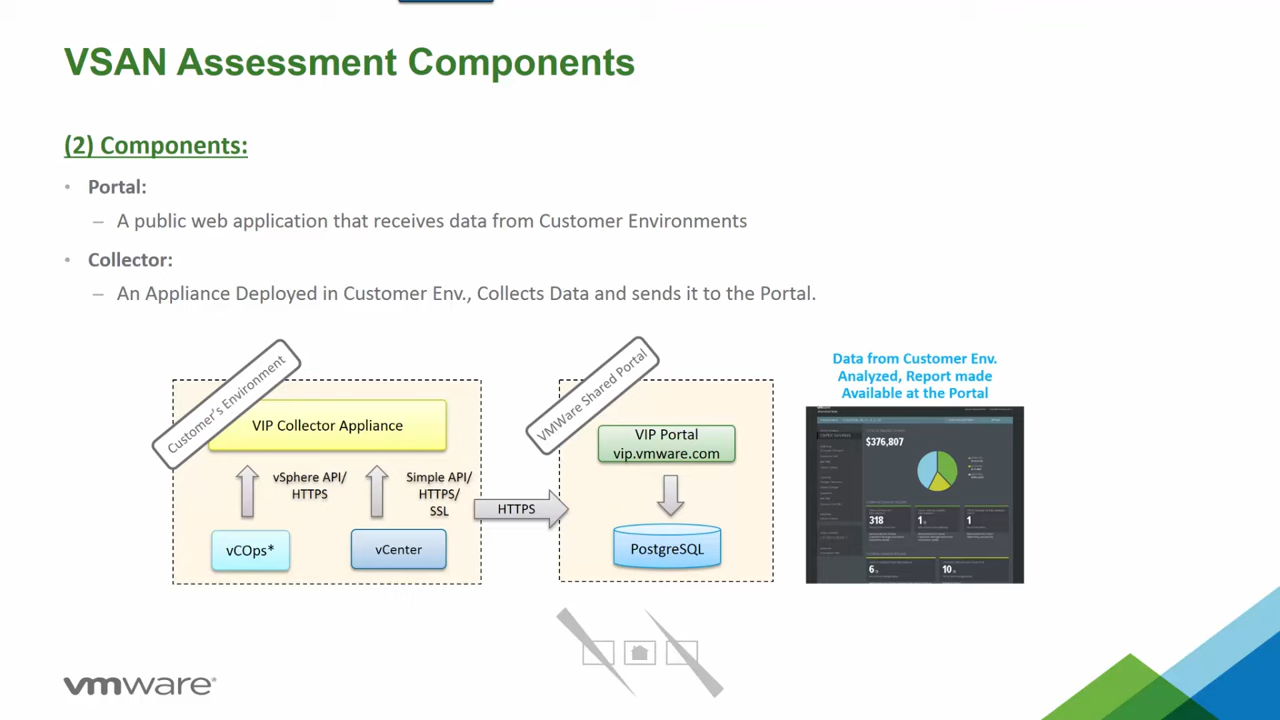 VSAN Assessment Components
(2) Components:
• Portal:
– A public web application that receives data from Customer Environments
• Collector:
– An Appliance Deployed in Customer Env., Collects Data and sends it to the Portal.
Customer's Environment
VIP Collector Appliance
vSphere API/
HTTPS
Simple API/
HTTPS/
SSL
vCOps*
vCenter
HTTPS
VMWare Shared Portal
VIP Portal
vip.vmware.com
PostgreSQL
Data from Customer Env.
Analyzed, Report made
Available at the Portal
$376,807
318
1
1
6
10
vmware®